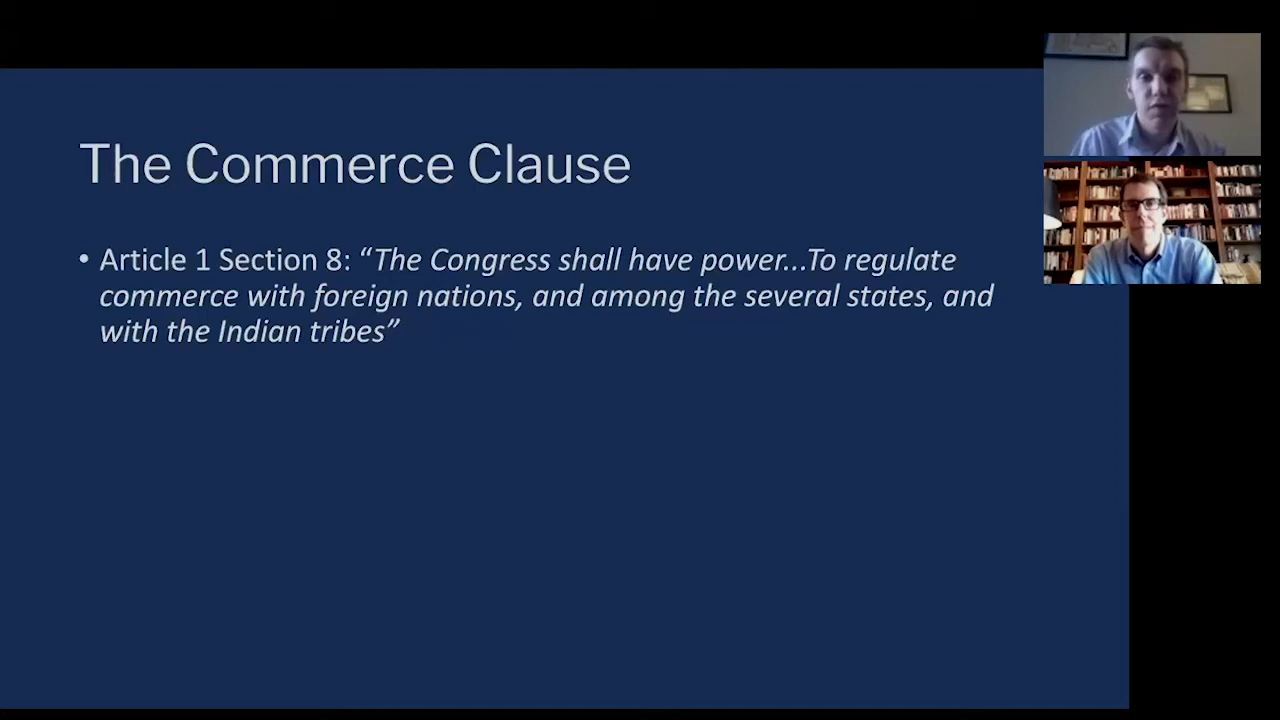 The Commerce Clause
• Article 1 Section 8: “The Congress shall have power...To regulate
commerce with foreign nations, and among the several states, and
with the Indian tribes”